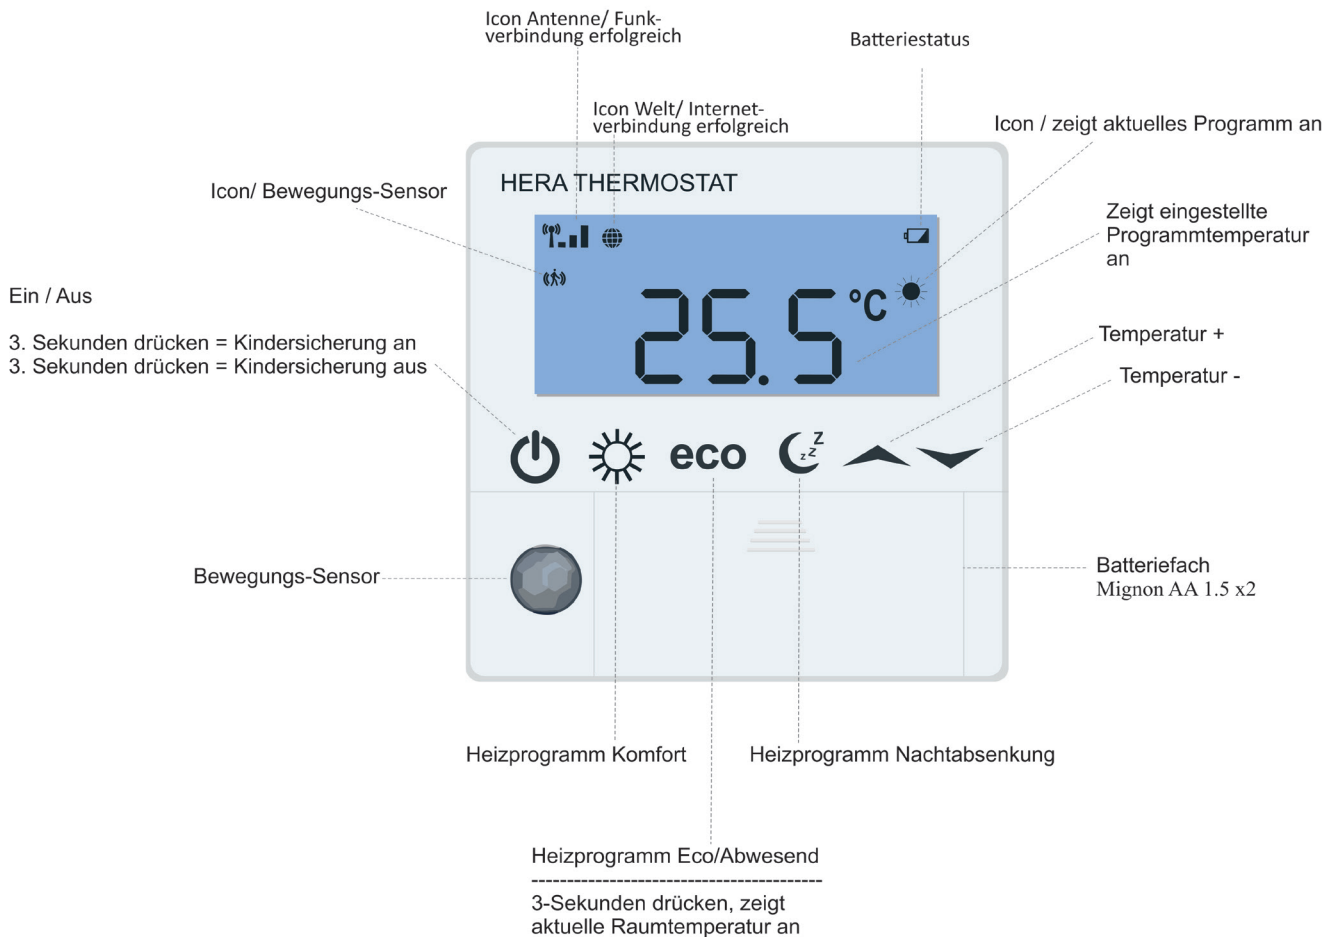 Icon Antenne/ Funk-
verbindung erfolgreich
Batteriestatus
Icon Welt/ Internet-
verbindung erfolgreich
Icon / zeigt aktuelles Programm an
HERA THERMOSTAT
Icon/ Bewegungs-Sensor
Zeigt eingestellte
Programmtemperatur
an
25.5 °C
Ein / Aus
3. Sekunden drücken = Kindersicherung an
3. Sekunden drücken = Kindersicherung aus
Temperatur +
Temperatur -
eco
z z Z
Bewegungs-Sensor
Batteriefach
Mignon AA 1.5 x2
Heizprogramm Komfort
Heizprogramm Nachtabsenkung
Heizprogramm Eco/Abwesend
-----------------------------------------
3-Sekunden drücken, zeigt
aktuelle Raumtemperatur an